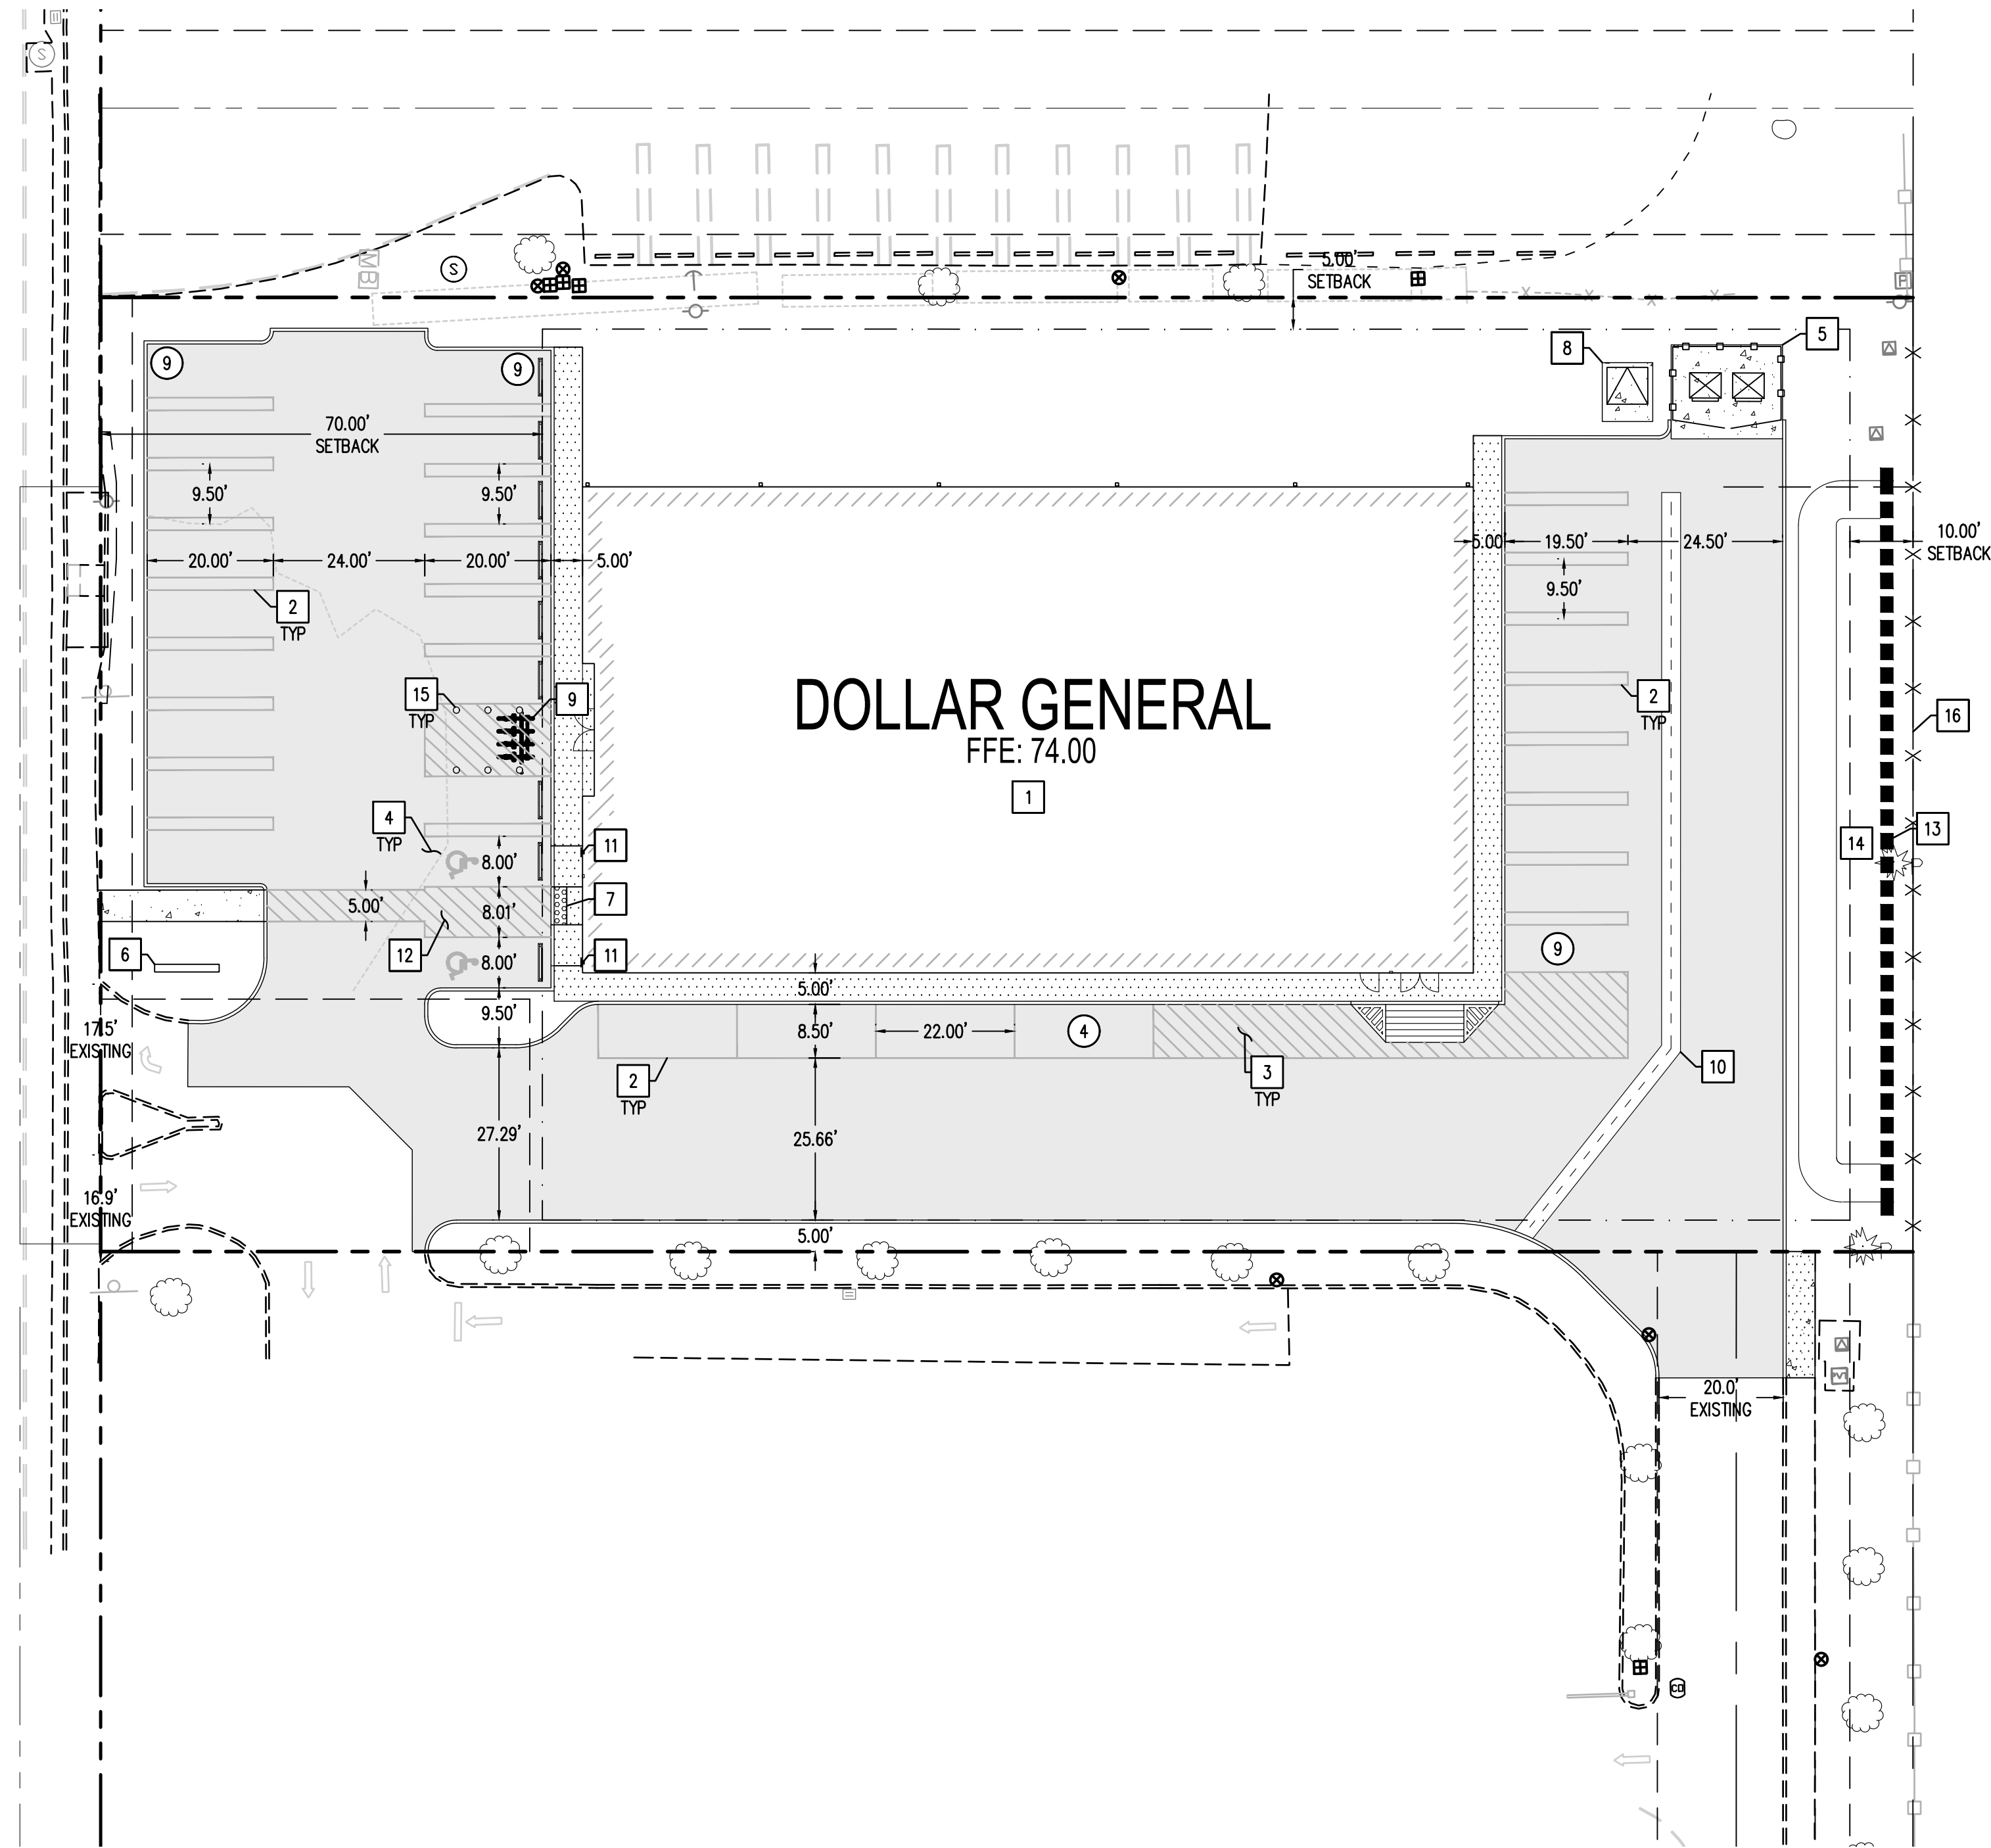 S
MB
S
5.00'
SETBACK
P
9
9
8
5
70.00'
SETBACK
9.50'
9.50'
20.00'
24.00'
20.00'
5.00'
5.00'
19.50'
24.50'
10.00'
SETBACK
9.50'
2
TYP
15
TYP
9
DOLLAR GENERAL
FFE: 74.00
1
2
TYP
16
4
TYP
8.00'
11
14
13
5.00'
8.01'
7
6
12
8.00'
11
9
5.00'
9.50'
17.5'
EXISTING
8.50'
22.00'
4
2
TYP
3
TYP
10
27.29'
25.66'
16.9'
EXISTING
5.00'
20.0'
EXISTING
CD